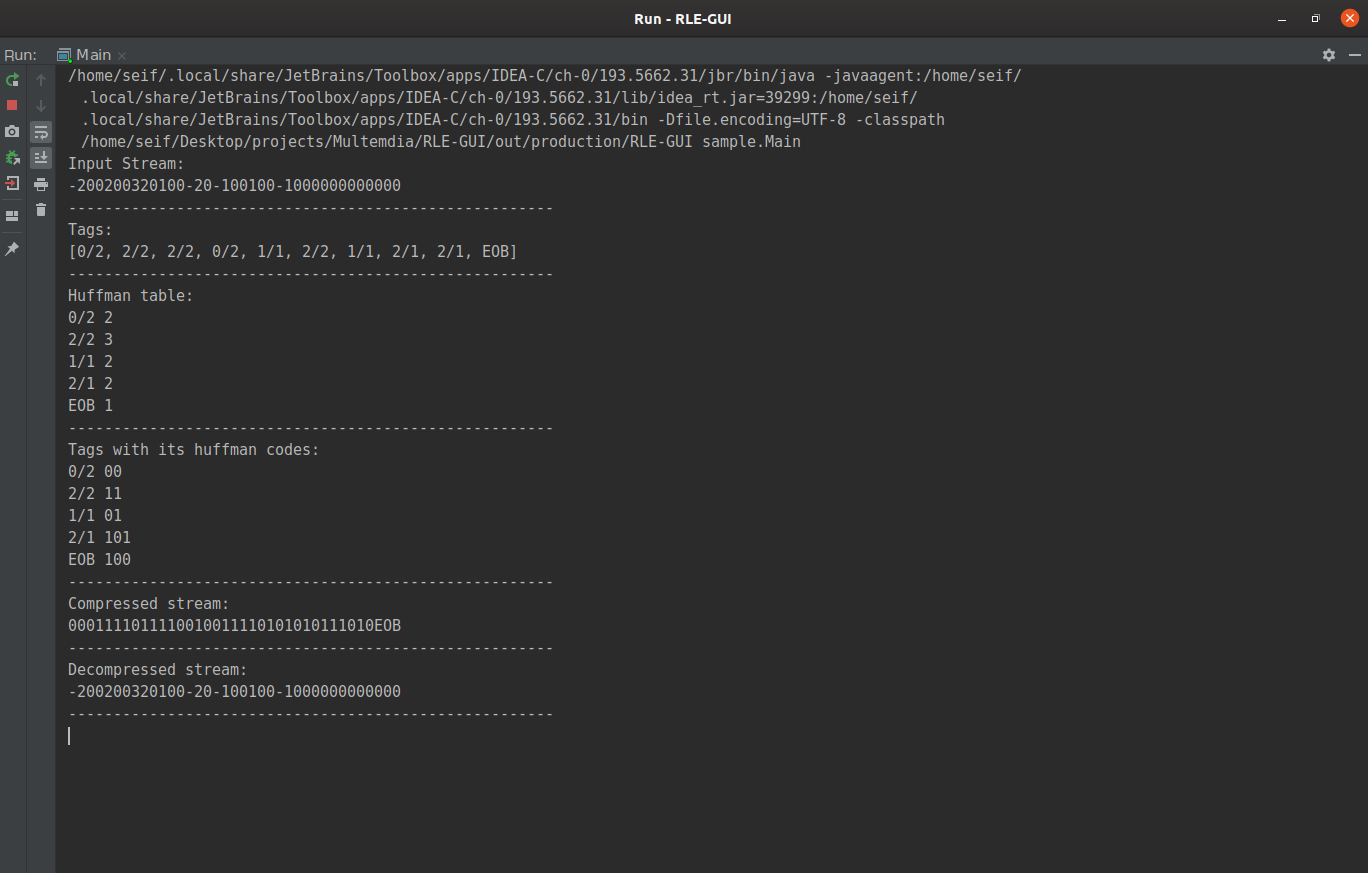 Run - RLE-GUI
Run: Main
/home/seif/.local/share/JetBrains/Toolbox/apps/IDEA-C/ch-0/193.5662.31/jbr/bin/java -javaagent:/home/seif/
.local/share/JetBrains/Toolbox/apps/IDEA-C/ch-0/193.5662.31/lib/idea_rt.jar=39299:/home/seif/
.local/share/JetBrains/Toolbox/apps/IDEA-C/ch-0/193.5662.31/bin -Dfile.encoding=UTF-8 -classpath
/home/seif/Desktop/projects/Multemdia/RLE-GUI/out/production/RLE-GUI sample.Main
Input Stream:
-200200320100-20-100100-1000000000000
------------------------------------------------------
Tags:
[0/2, 2/2, 2/2, 0/2, 1/1, 2/2, 1/1, 2/1, 2/1, EOB]
------------------------------------------------------
Huffman table:
0/2 2
2/2 3
1/1 2
2/1 2
EOB 1
------------------------------------------------------
Tags with its huffman codes:
0/2 00
2/2 11
1/1 01
2/1 101
EOB 100
------------------------------------------------------
Compressed stream:
0001111011110010011110101010111010EOB
------------------------------------------------------
Decompressed stream:
-200200320100-20-100100-1000000000000
------------------------------------------------------